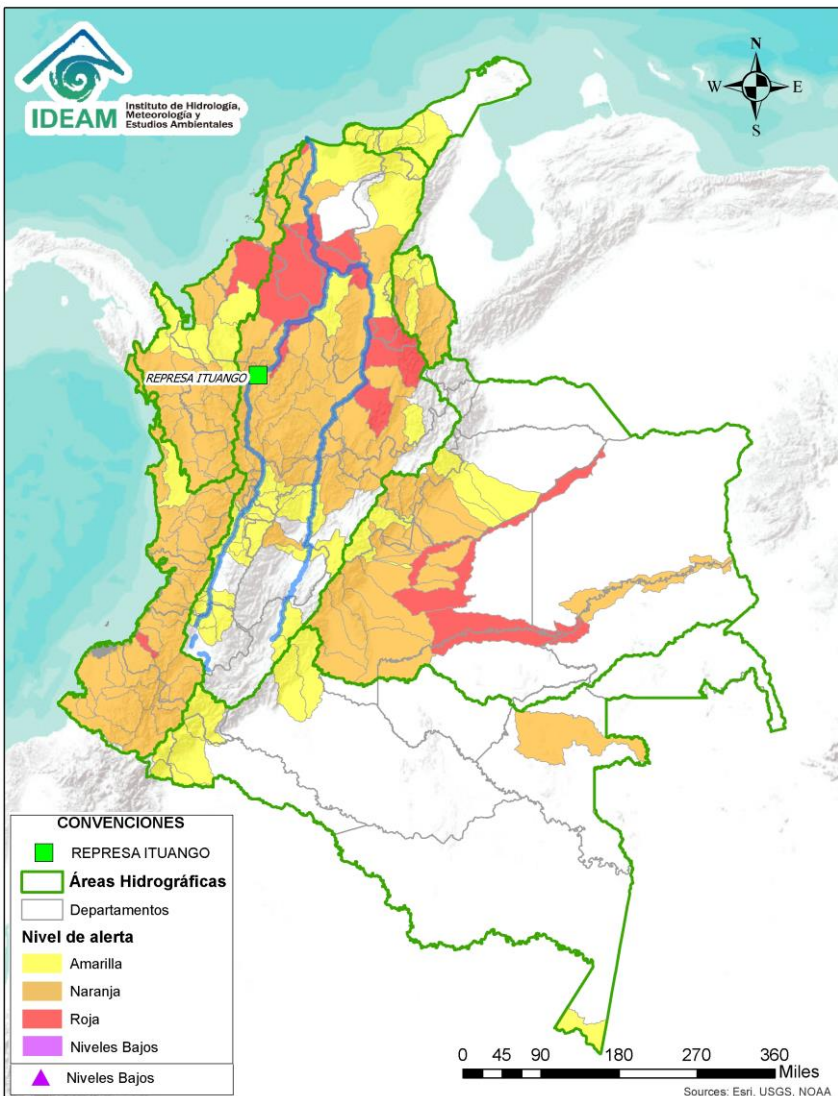 IDEAM
Instituto de Hidrología,
Meteorología y
Estudios Ambientales
N
W E
S
REPRESA ITUANGO
CONVENCIONES
REPRESA ITUANGO
Áreas Hidrográficas
Departamentos
Nivel de alerta
Amarilla
Naranja
Roja
Niveles Bajos
Niveles Bajos
0 45 90 180 270 360
Miles
Sources: Esri, USGS, NOAA